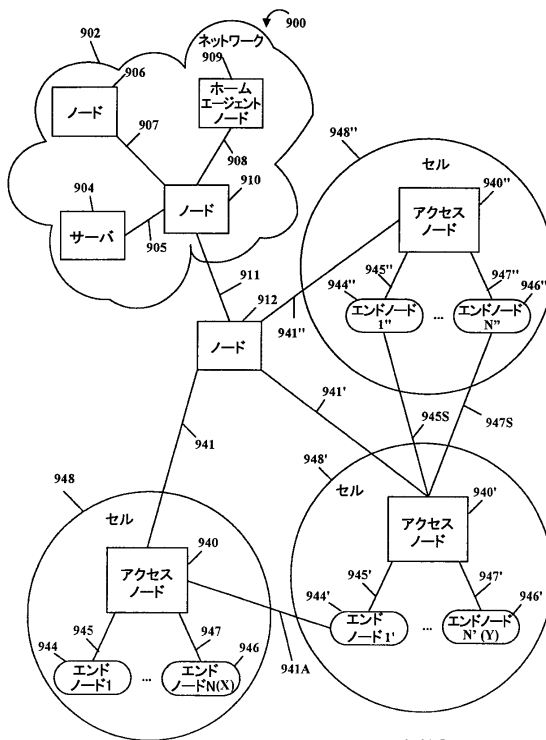 900
902
ネットワーク
906
909
ノード
ホーム
エージェント
ノード
907
908
948''
セル
904
910
940''
サーバ
ノード
アクセス
ノード
905
945''
947''
911
944''
946''
912
エンドノード
1''
...
エンドノード
N''
941''
ノード
941'
945S
947S
941
948
948'
セル
セル
940
940'
アクセス
ノード
アクセス
ノード
945'
947'
944'
946'
945
947
エンド
ノード1'
...
エンドノード
N'(Y)
944
946
エンド
ノード1
...
エンド
ノードN(X)
941A